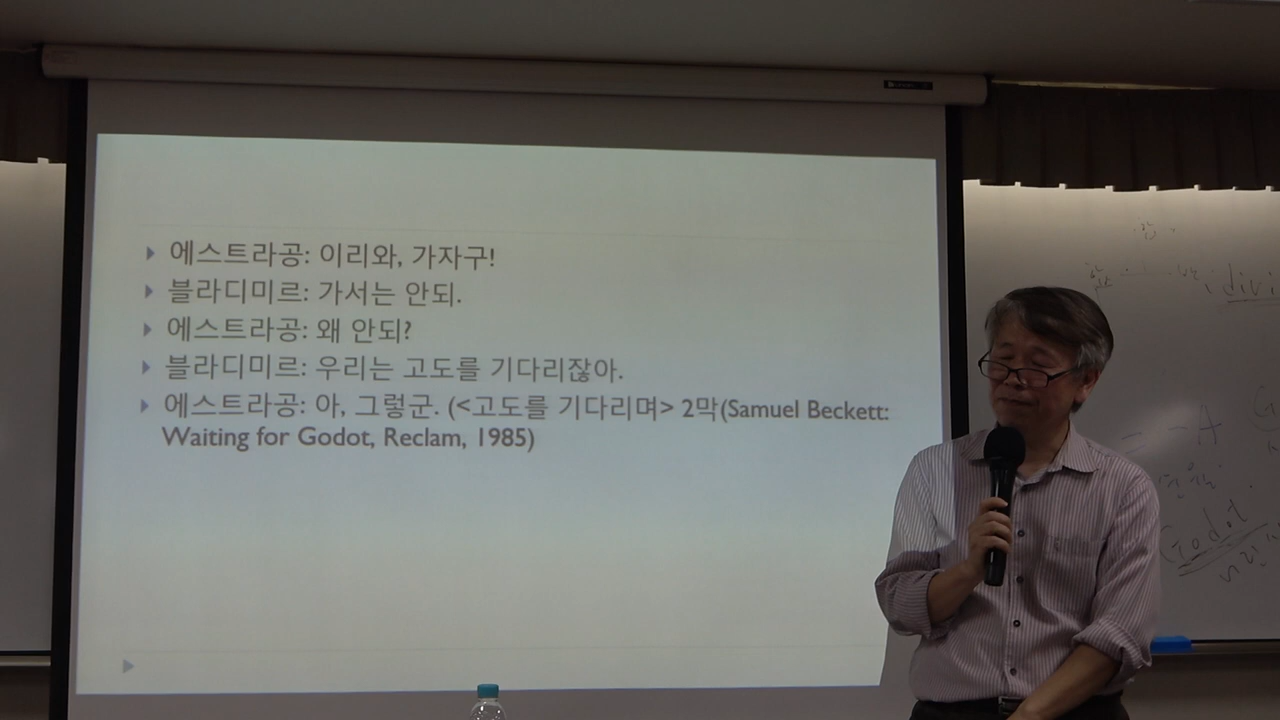 에스트라공: 이리와, 가자구!
블라디미르: 가서는 안되.
에스트라공: 왜 안되?
블라디미르: 우리는 고도를 기다리잖아.
에스트라공: 아, 그렇군. (<고도를 기다리며> 2막(Samuel Beckett:
Waiting for Godot, Reclam, 1985)
divi
= -A
Godot